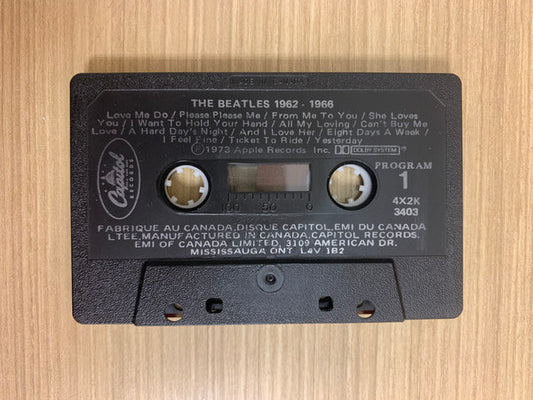 THE BEATLES 1962 - 1966
Love Me Do / Please Please Me / From Me To You / She Loves
You / I Want To Hold Your Hand / All My Loving / Can't Buy Me
Love / A Hard Day's Night / And I Love Her / Eight Days A Week /
I Feel Fine / Ticket To Ride / Yesterday
Ⓟ1973 Apple Records Inc. DOLBY SYSTEM
Capitol
RECORDS
PROGRAM
1
4X2K
3403
100 50 0
FABRIQUE AU CANADA,DISQUE CAPITOL,EMI DU CANADA
LTEE,MANUFACTURED IN CANADA,CAPITOL RECORDS.
EMI OF CANADA LIMITED, 3109 AMERICAN DR.
MISSISSAUGA ONT. L4V 1B2